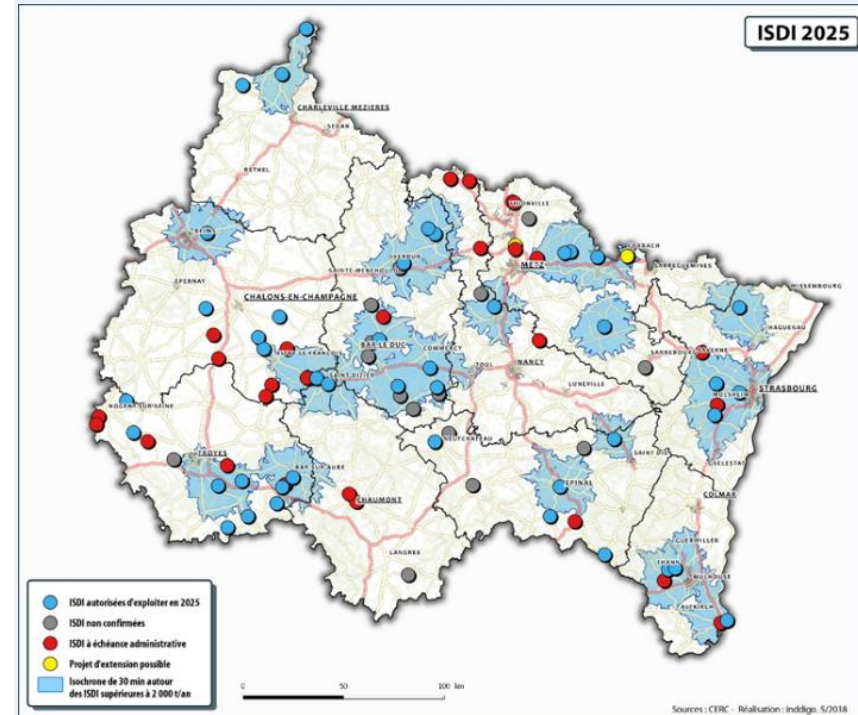 ISDI 2025
CHARLEVILLE MEZIERES
SEDAN
RETHEL
REIMS
EPERNAY
CHALONS-EN-CHAMPAGNE
SAINTE-MENEHOULD
VERDUN
THIONVILLE
METZ
FORBACH
SARREGUEMINES
WISSEMBOURG
HAGUENAU
SARREBOURG
SAVERNE
STRASBOURG
MOLSHEIM
SELESTAT
BAR-LE-DUC
COMMERCY
TOUL
NANCY
LUNEVILLE
VITRY-LE-FRANCOIS
SAINT DIZIER
NOGENT-SUR-SEINE
TROYES
BAR-SUR-AUBE
CHAUMONT
LANGRES
NEUFCHATEAU
EPINAL
SAINT DIE
COLMAR
GUEBWILLER
THANN
MULHOUSE
ALTKIRCH
ISDI autorisées d'exploiter en 2025
ISDI non confirmées
ISDI à échéance administrative
Projet d'extension possible
Isochrone de 30 min autour
des ISDI supérieures à 2 000 t/an
0 50 100 km
Sources : CERC - Réalisation : Inddigo. 5/2018